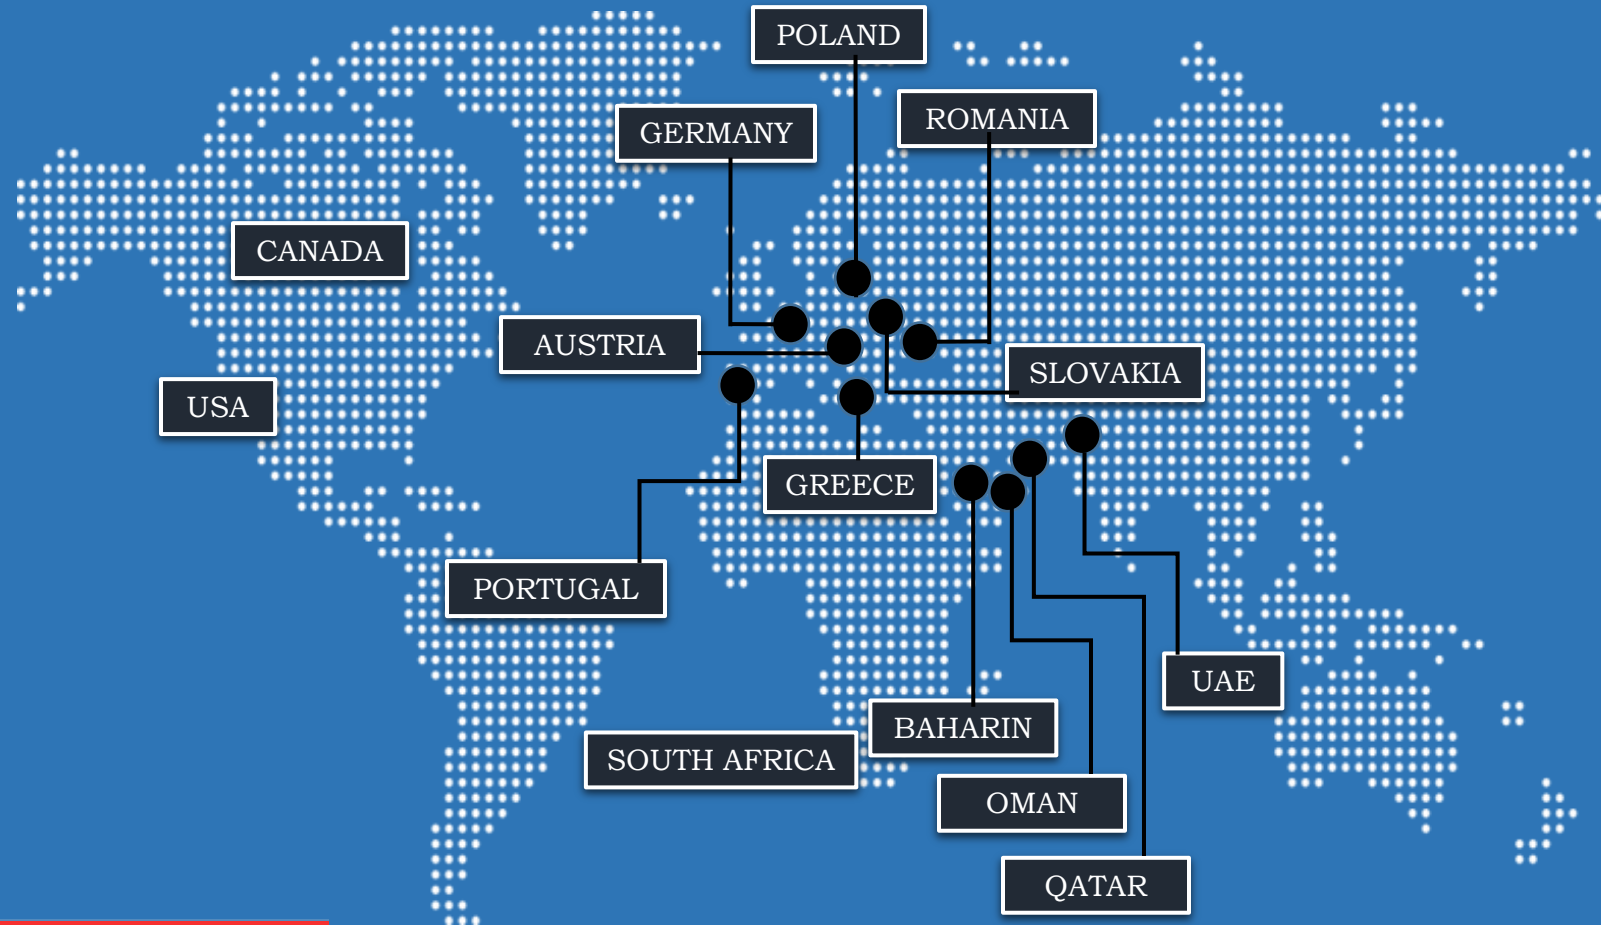 POLAND
ROMANIA
GERMANY
CANADA
AUSTRIA
SLOVAKIA
USA
GREECE
PORTUGAL
UAE
BAHARIN
SOUTH AFRICA
OMAN
QATAR